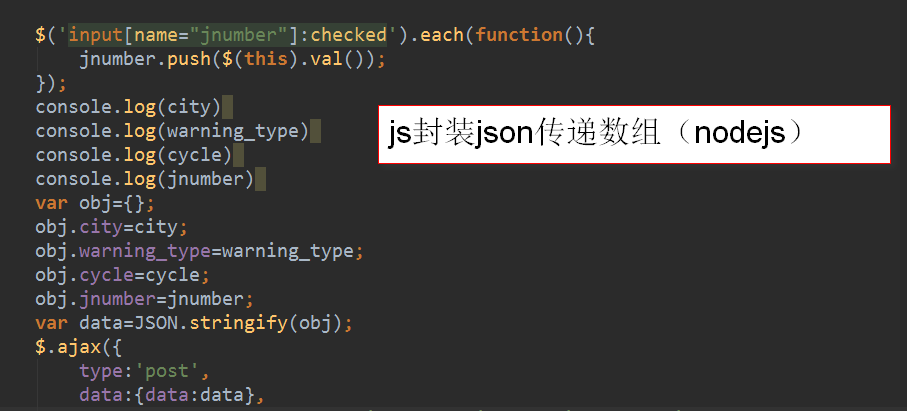 $('input[name="jnumber"]:checked').each(function(){
    jnumber.push($(this).val());
});
console.log(city)
js封装json传递数组（nodejs）
console.log(warning_type)
console.log(cycle)
console.log(jnumber)
var obj={};
obj.city=city;
obj.warning_type=warning_type;
obj.cycle=cycle;
obj.jnumber=jnumber;
var data=JSON.stringify(obj);
$.ajax({
    type:'post',
    data:{data:data},